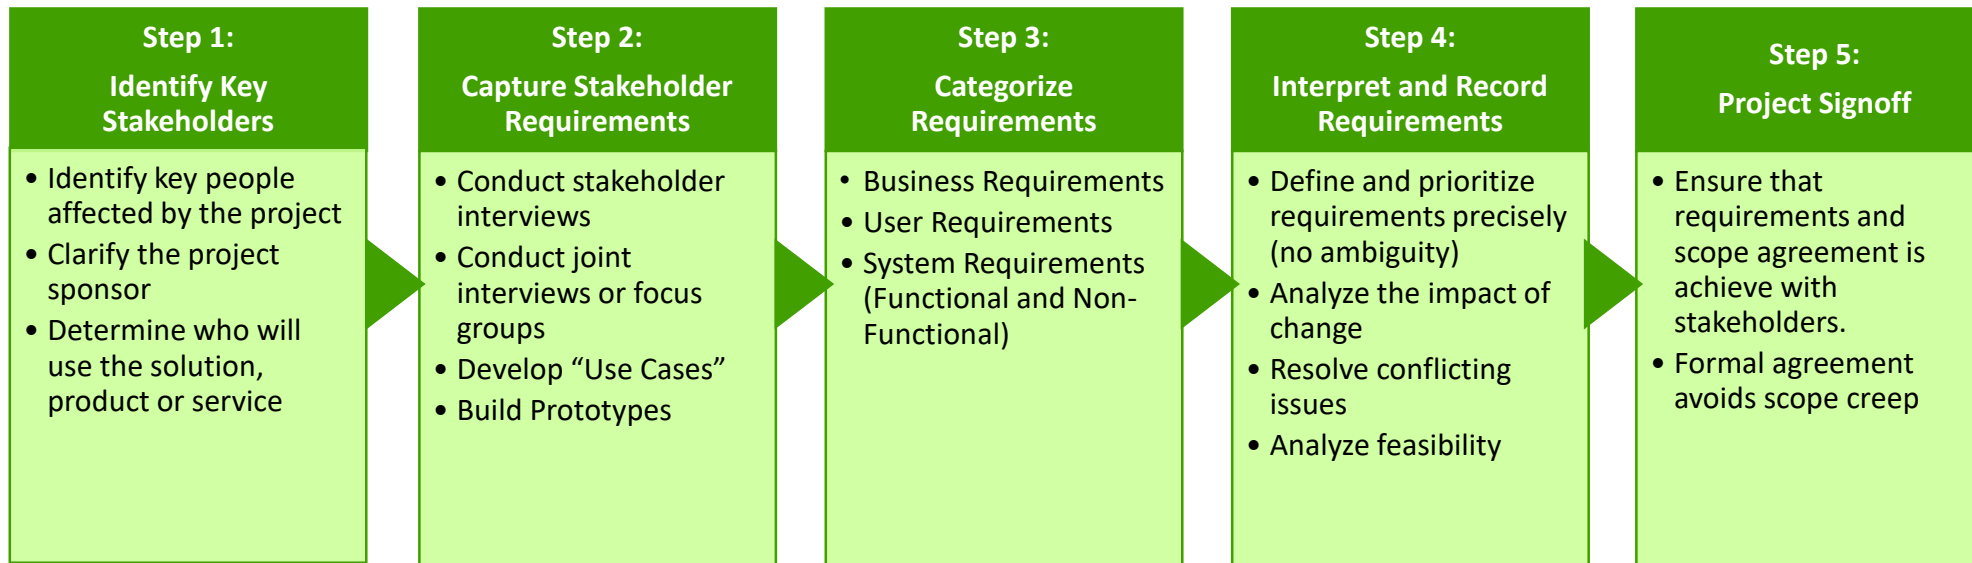 Step 1:
Identify Key
Stakeholders
• Identify key people
affected by the project
• Clarify the project
sponsor
• Determine who will
use the solution,
product or service
Step 2:
Capture Stakeholder
Requirements
• Conduct stakeholder
interviews
• Conduct joint
interviews or focus
groups
• Develop “Use Cases”
• Build Prototypes
Step 3:
Categorize
Requirements
• Business Requirements
• User Requirements
• System Requirements
(Functional and Non-
Functional)
Step 4:
Interpret and Record
Requirements
• Define and prioritize
requirements precisely
(no ambiguity)
• Analyze the impact of
change
• Resolve conflicting
issues
• Analyze feasibility
Step 5:
Project Signoff
• Ensure that
requirements and
scope agreement is
achieve with
stakeholders.
• Formal agreement
avoids scope creep